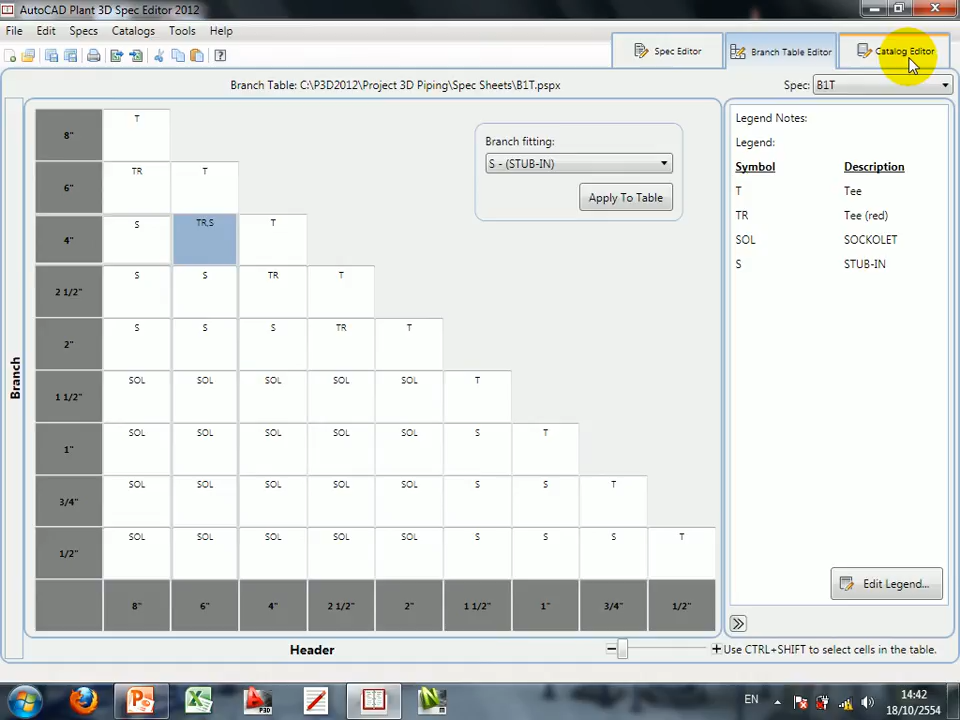 AutoCAD Plant 3D Spec Editor 2012
File Edit Specs Catalogs Tools Help
Spec Editor Branch Table Editor Catalog Editor
Branch Table: C:\P3D2012\Project 3D Piping\Spec Sheets\B1T.pspx
Spec: B1T
8" T
6" TR T
4" S TR,S T
2 1/2" S S TR T
2" S S S TR T
1 1/2" SOL SOL SOL SOL SOL T
1" SOL SOL SOL SOL SOL S T
3/4" SOL SOL SOL SOL SOL S S T
1/2" SOL SOL SOL SOL SOL S S S T
8" 6" 4" 2 1/2" 2" 1 1/2" 1" 3/4" 1/2"
Branch
Header
Branch fitting:
S - (STUB-IN)
Apply To Table
Legend Notes:
Legend:
Symbol Description
T Tee
TR Tee (red)
SOL SOCKOLET
S STUB-IN
Edit Legend...
Use CTRL+SHIFT to select cells in the table.
EN
14:42
18/10/2554